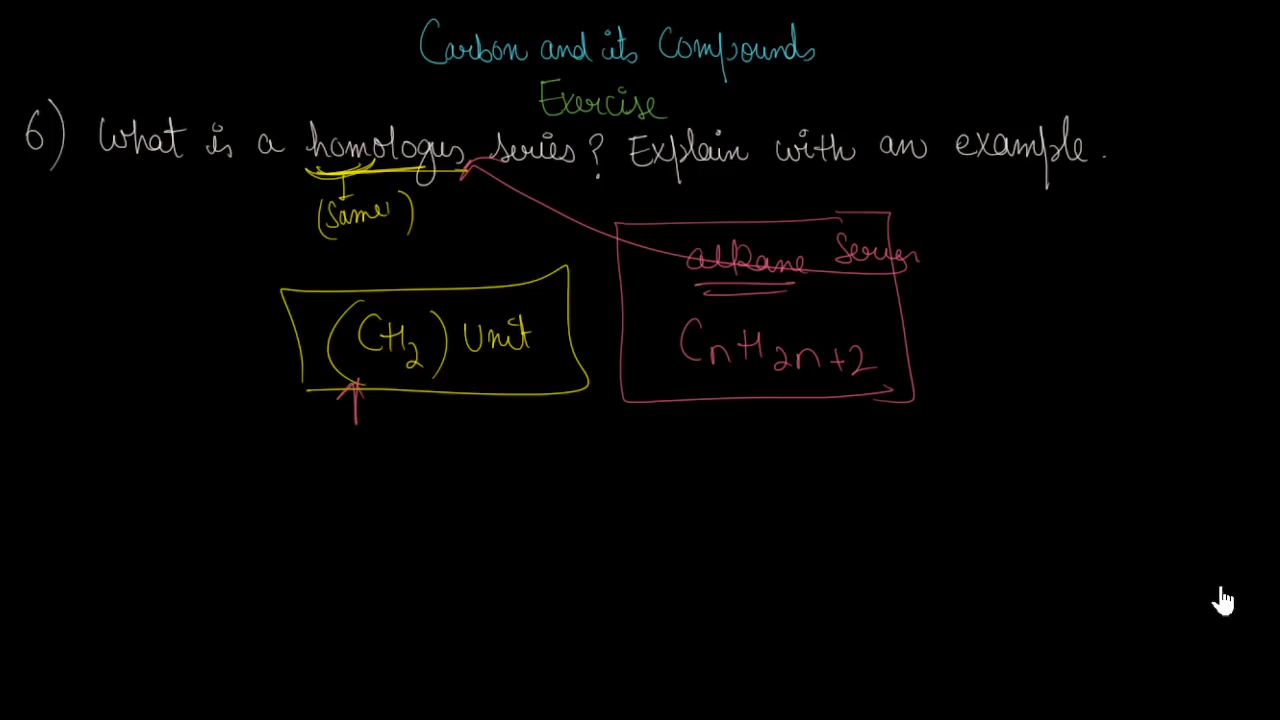 Carbon and its Compounds
Exercise
6) What is a homologus series? Explain with an example.
(Same)
alkane Series
(CH₂) Unit
CnH2n+2